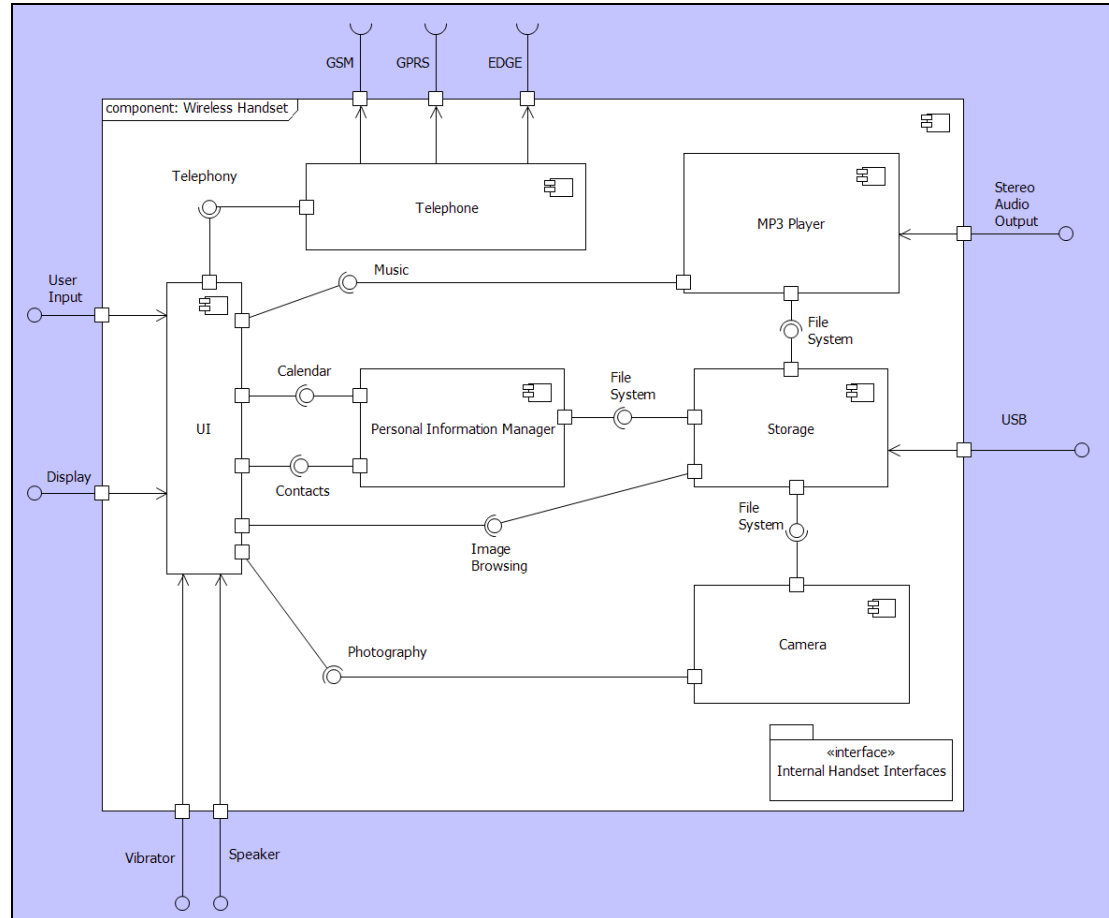 GSM
GPRS
EDGE
component: Wireless Handset
Telephony
Telephone
MP3 Player
Stereo
Audio
Output
User
Input
Music
File
System
Calendar
File
System
UI
Personal Information Manager
Storage
USB
Display
Contacts
File
System
Image
Browsing
Photography
Camera
«interface»
Internal Handset Interfaces
Vibrator
Speaker